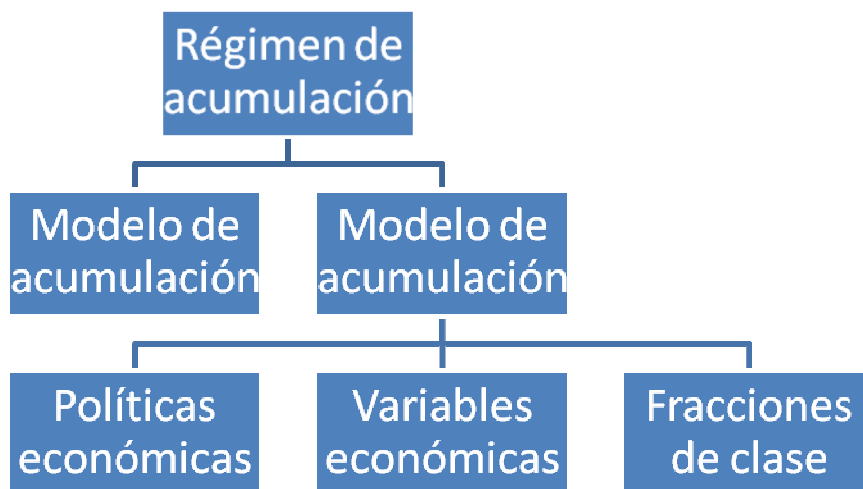 Régimen de
acumulación
Modelo de
acumulación
Modelo de
acumulación
Políticas
económicas
Variables
económicas
Fracciones
de clase